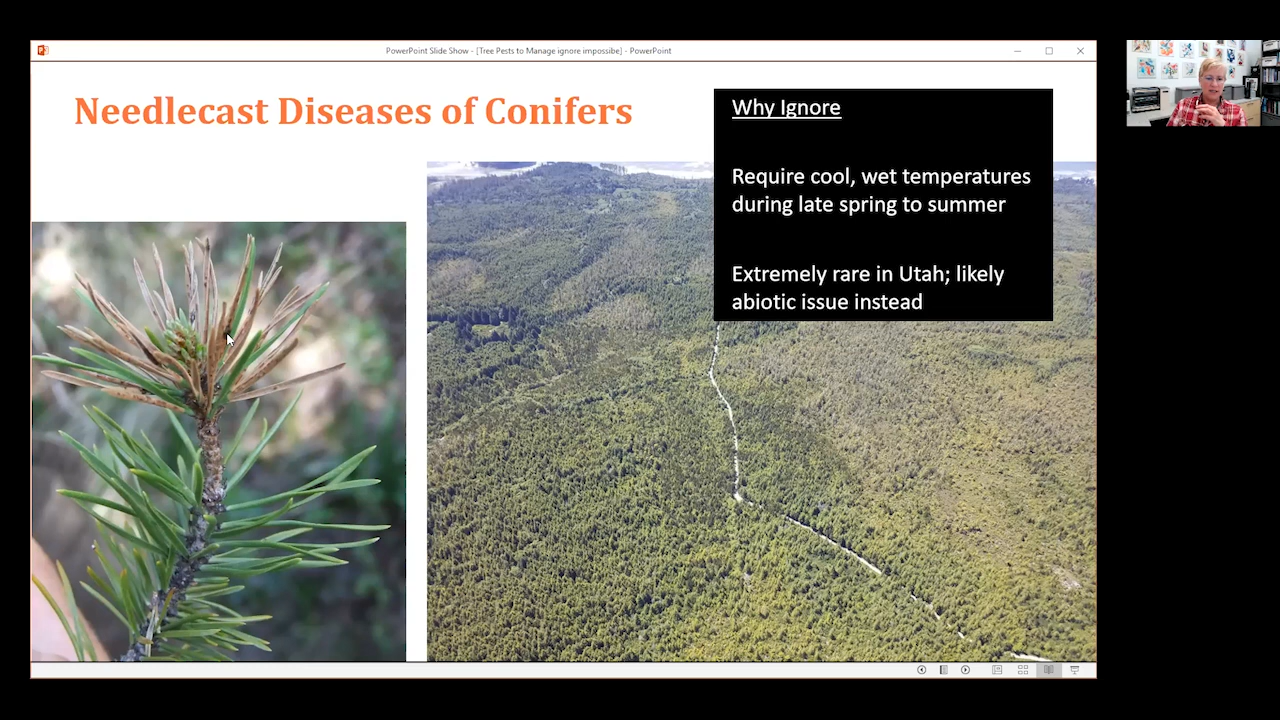 PowerPoint Slide Show - [Tree Pests to Manage ignore impossibe] - PowerPoint
Needlecast Diseases of Conifers
Why Ignore
Require cool, wet temperatures
during late spring to summer
Extremely rare in Utah; likely
abiotic issue instead